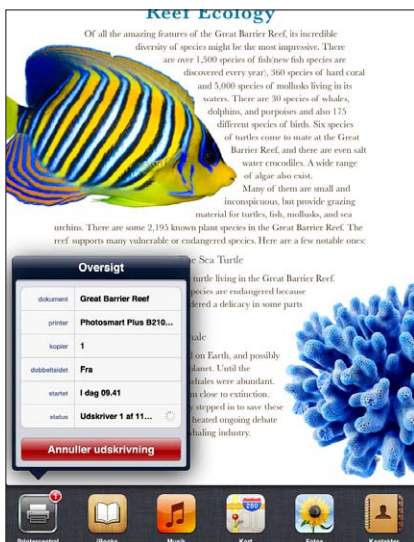 Reef Ecology
Of all the amazing features of the Great Barrier Reef, its incredible
diversity of species might be the most impressive. There
are over 1,500 species of fish(new fish species are
discovered every year), 360 species of hard coral
and 5,000 species of mollusks living in its
waters. There are 30 species of whales,
dolphins, and porpoises and also 175
different species of birds. Six species
of turtles come to mate at the Great
Barrier Reef, and there are even salt
water crocodiles. A wide range
of algae also exist.
Many of them are small and
inconspicuous, but provide grazing
material for turtles, fish, mollusks, and sea
urchins. There are some 2,195 known plant species in the Great Barrier Reef. The
reef supports many vulnerable or endangered species. Here are a few notable ones:
The Sea Turtle
turtle living in the Great Barrier Reef.
species are endangered because
dered a delicacy in some parts
hale
l on Earth, and possibly
planet. Until the
whales were abundant.
m close to extinction.
y stepped in to save these
heated ongoing debate
whaling industry.
Oversigt
dokument Great Barrier Reef
printer Photosmart Plus B210...
kopier 1
dobbeltsidet Fra
startet I dag 09.41
status Udskriver 1 af 11...
Annuller udskrivning
1
280
Printercentral iBooks Musik Kort Fotos Kontakter